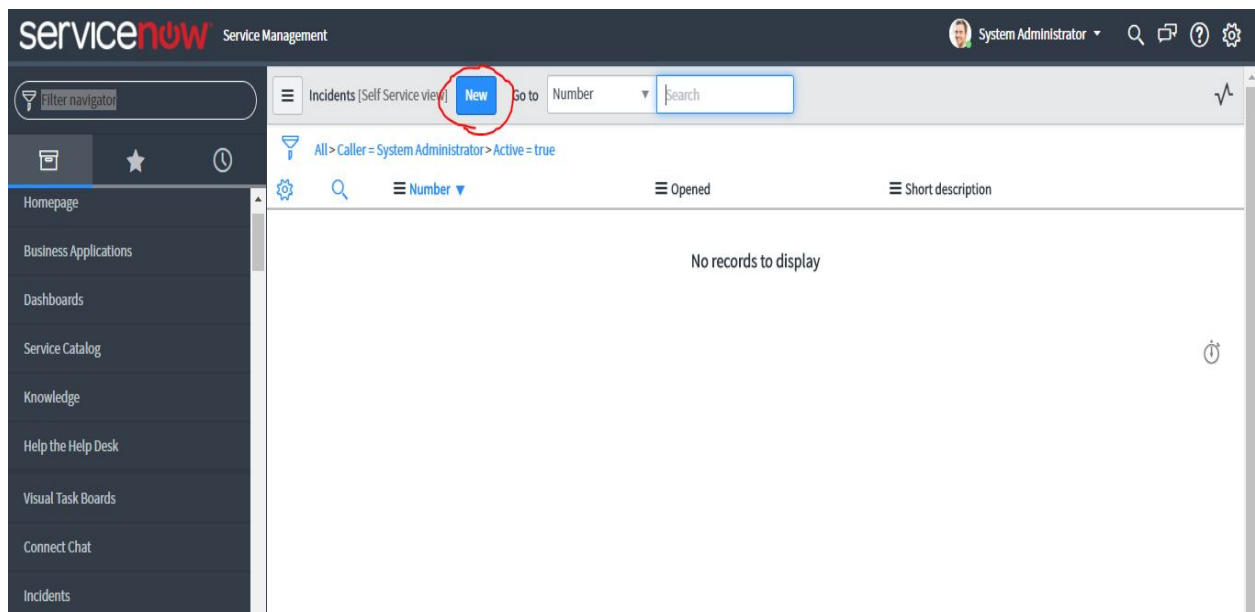 servicenow Service Management
System Administrator
Filter navigator
Incidents [Self Service view] New Go to Number Search
All > Caller = System Administrator > Active = true
Number Opened Short description
No records to display
Homepage
Business Applications
Dashboards
Service Catalog
Knowledge
Help the Help Desk
Visual Task Boards
Connect Chat
Incidents